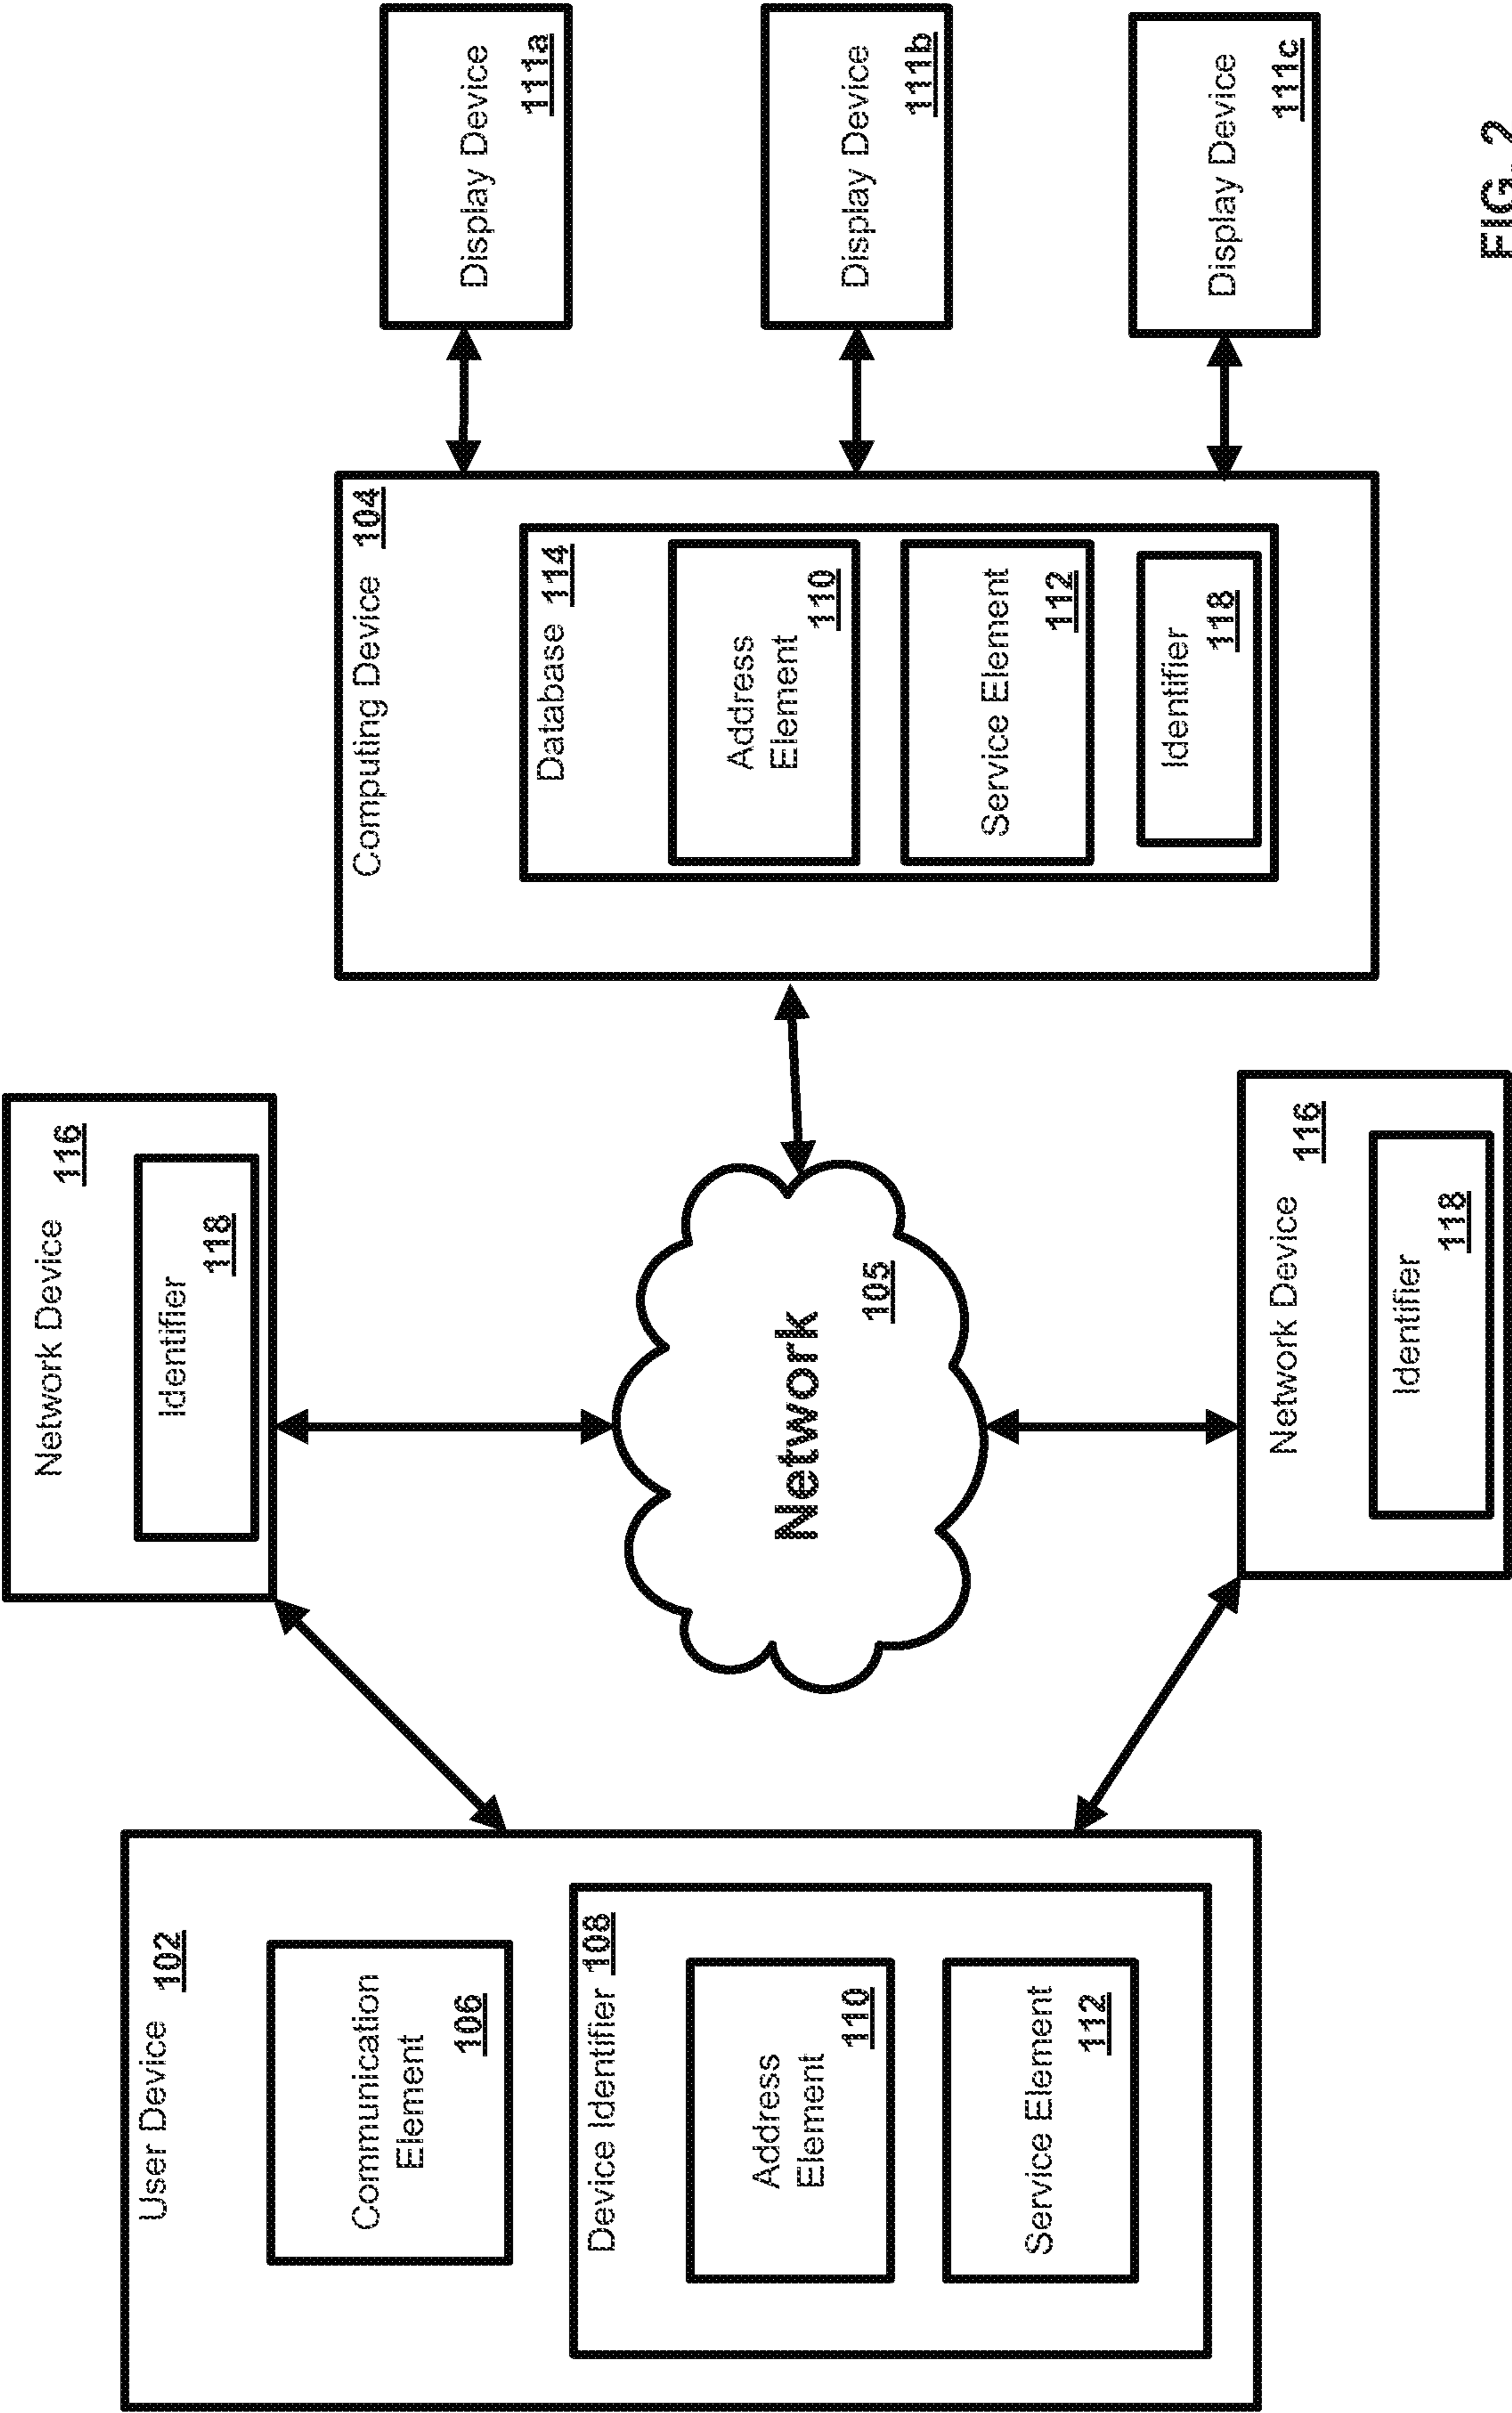 User Device 102
Communication
Element
106
Device Identifier 108
Address
Element
110
Service Element
112
Network Device
116
Identifier
118
Network
105
Network Device
116
Identifier
118
Computing Device 104
Database 114
Address
Element
110
Service Element
112
Identifier
118
Display Device
111a
Display Device
111b
Display Device
111c
FIG. 2